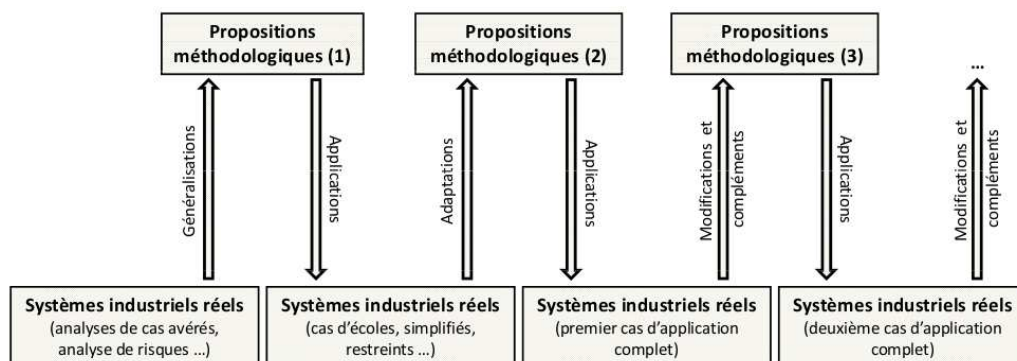 Propositions
méthodologiques (1)
Propositions
méthodologiques (2)
Propositions
méthodologiques (3)
...
Généralisations
Applications
Adaptations
Applications
Modifications et
compléments
Applications
Modifications et
compléments
Systèmes industriels réels
(analyses de cas avérés,
analyse de risques ...)
Systèmes industriels réels
(cas d'écoles, simplifiés,
restreints ...)
Systèmes industriels réels
(premier cas d'application
complet)
Systèmes industriels réels
(deuxième cas d'application
complet)